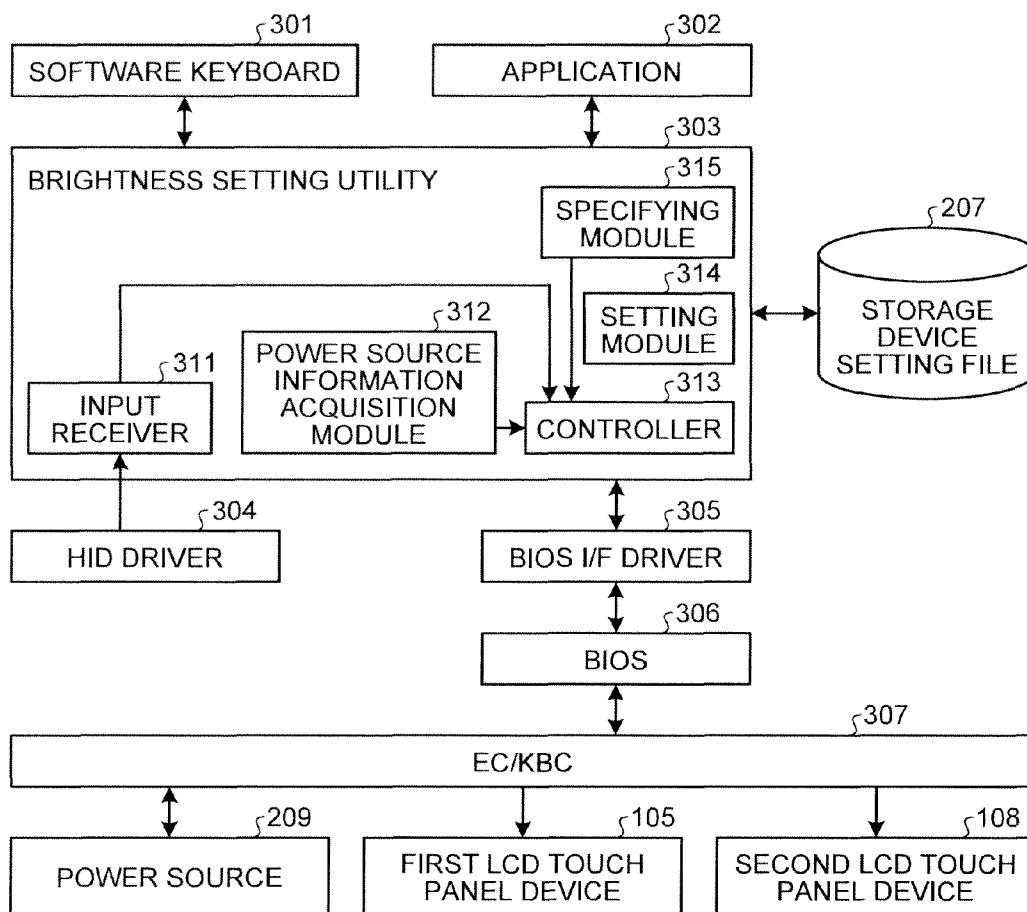 301
SOFTWARE KEYBOARD
302
APPLICATION
303
BRIGHTNESS SETTING UTILITY
315
SPECIFYING
MODULE
314
SETTING
MODULE
207
STORAGE
DEVICE
SETTING FILE
312
POWER SOURCE
INFORMATION
ACQUISITION
MODULE
311
INPUT
RECEIVER
313
CONTROLLER
304
HID DRIVER
305
BIOS I/F DRIVER
306
BIOS
307
EC/KBC
209
POWER SOURCE
105
FIRST LCD TOUCH
PANEL DEVICE
108
SECOND LCD TOUCH
PANEL DEVICE